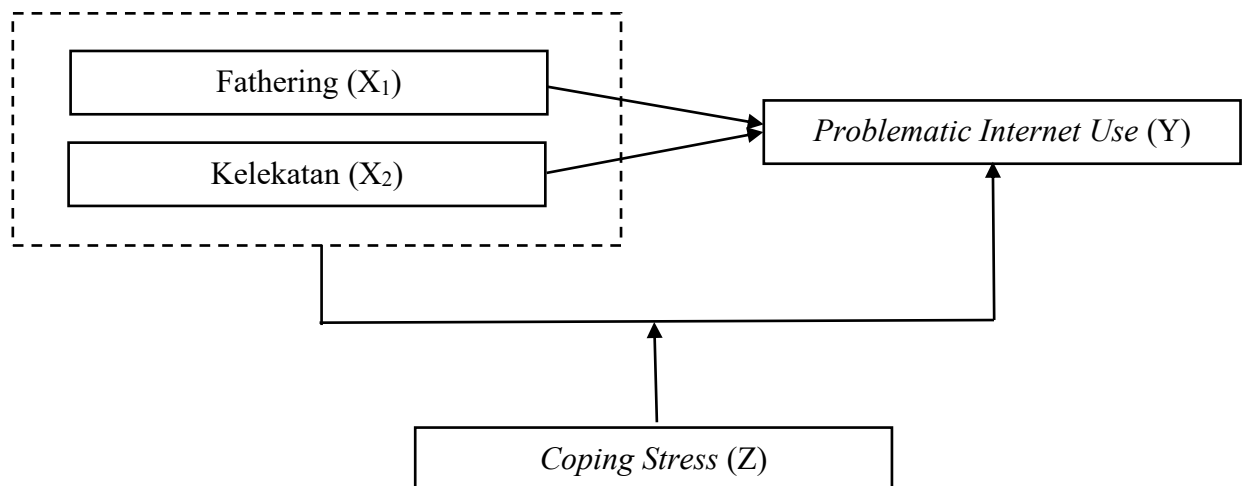 Fathering (X₁)
Problematic Internet Use (Y)
Kelekatan (X₂)
Coping Stress (Z)